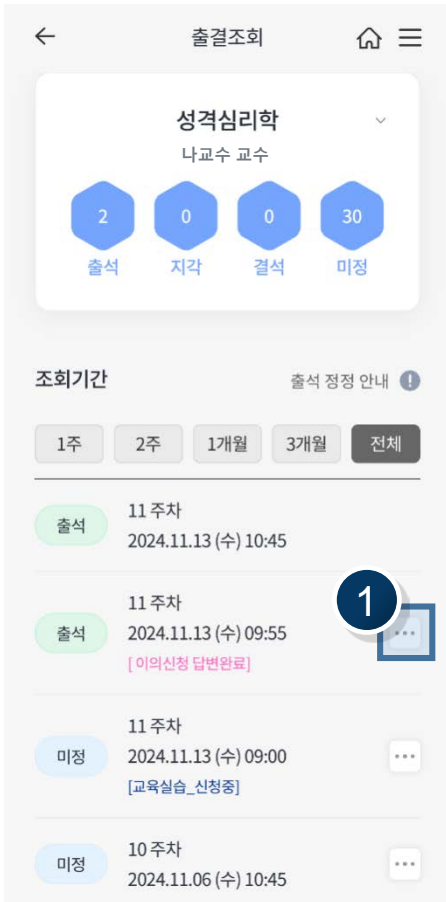 출결조회
성격심리학
나교수 교수
2 0 0 30
출석 지각 결석 미정
조회기간 출석 정정 안내 !
1주 2주 1개월 3개월 전체
11 주차
출석
2024.11.13 (수) 10:45
11 주차
1
출석 2024.11.13 (수) 09:55
[ 이의신청 답변완료]
11 주차
미정 2024.11.13 (수) 09:00
[교육실습_신청중]
10 주차
미정
2024.11.06 (수) 10:45